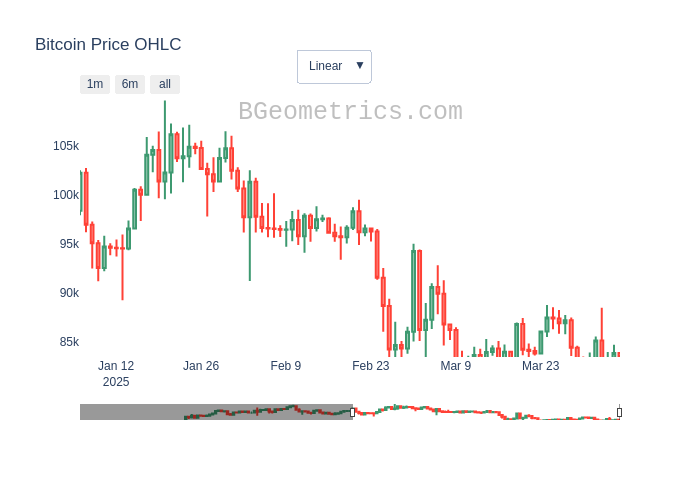 Bitcoin Price OHLC
Linear ▼
1m 6m all
BGeometrics.com
105k
100k
95k
90k
85k
Jan 12 Jan 26 Feb 9 Feb 23 Mar 9 Mar 23
2025